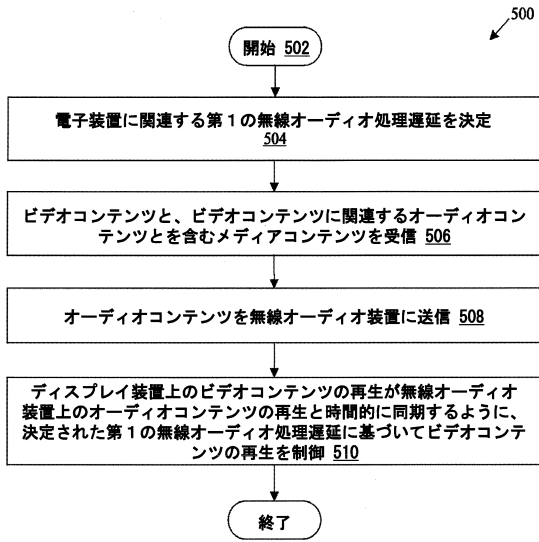 500
開始 502
電子装置に関連する第１の無線オーディオ処理遅延を決定
504
ビデオコンテンツと、ビデオコンテンツに関連するオーディオコン
テンツとを含むメディアコンテンツを受信 506
オーディオコンテンツを無線オーディオ装置に送信 508
ディスプレイ装置上のビデオコンテンツの再生が無線オーディオ
装置上のオーディオコンテンツの再生と時間的に同期するように、
決定された第１の無線オーディオ処理遅延に基づいてビデオコンテ
ンツの再生を制御 510
終了